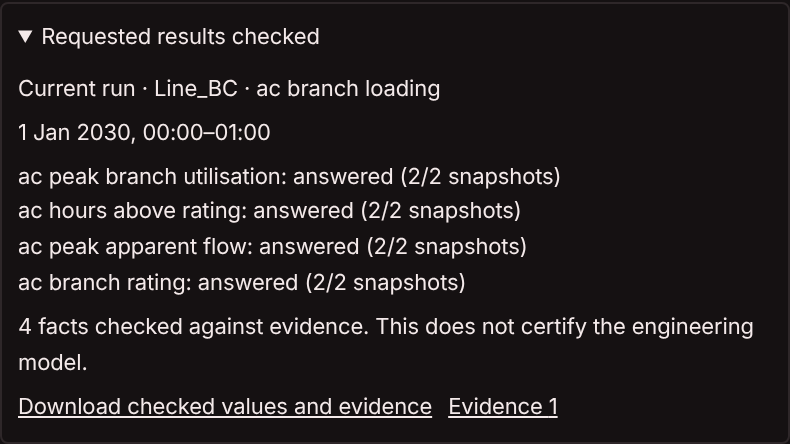 ▼ Requested results checked
Current run · Line_BC · ac branch loading
1 Jan 2030, 00:00–01:00
ac peak branch utilisation: answered (2/2 snapshots)
ac hours above rating: answered (2/2 snapshots)
ac peak apparent flow: answered (2/2 snapshots)
ac branch rating: answered (2/2 snapshots)
4 facts checked against evidence. This does not certify the engineering
model.
Download checked values and evidence Evidence 1